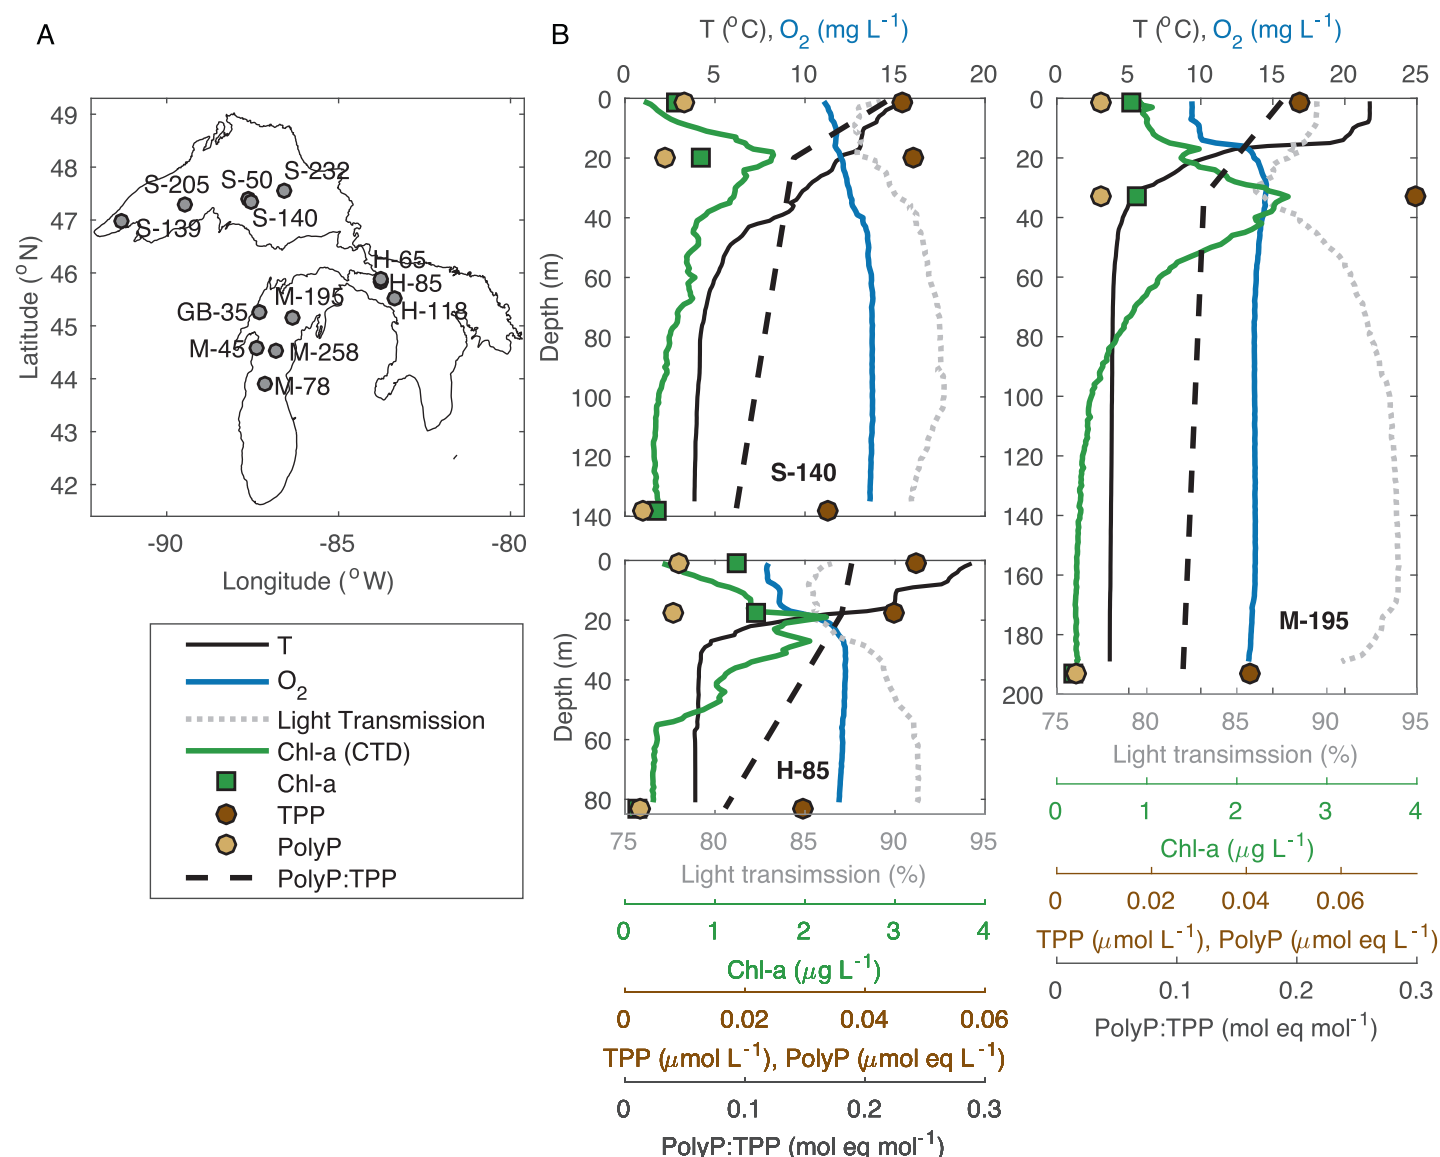 A
49
48
47
46
45
44
43
42
-90
-85
-80
Latitude (°N)
Longitude (°W)
S-232
S-50
S-205
S-140
S-139
H-65
H-85
H-118
M-195
GB-35
M-45
M-258
M-78
T
O2
Light Transmission
Chl-a (CTD)
Chl-a
TPP
PolyP
PolyP:TPP
B
T (°C), O2 (mg L-1)
0 5 10 15 20
0
20
40
60
80
100
120
140
Depth (m)
S-140
0
20
40
60
80
Depth (m)
H-85
75 80 85 90 95
Light transimssion (%)
0 1 2 3 4
Chl-a (μg L-1)
0 0.02 0.04 0.06
TPP (μmol L-1), PolyP (μmol eq L-1)
0 0.1 0.2 0.3
PolyP:TPP (mol eq mol-1)
T (°C), O2 (mg L-1)
0 5 10 15 20 25
0
20
40
60
80
100
120
140
160
180
200
M-195
75 80 85 90 95
Light transimssion (%)
0 1 2 3 4
Chl-a (μg L-1)
0 0.02 0.04 0.06
TPP (μmol L-1), PolyP (μmol eq L-1)
0 0.1 0.2 0.3
PolyP:TPP (mol eq mol-1)